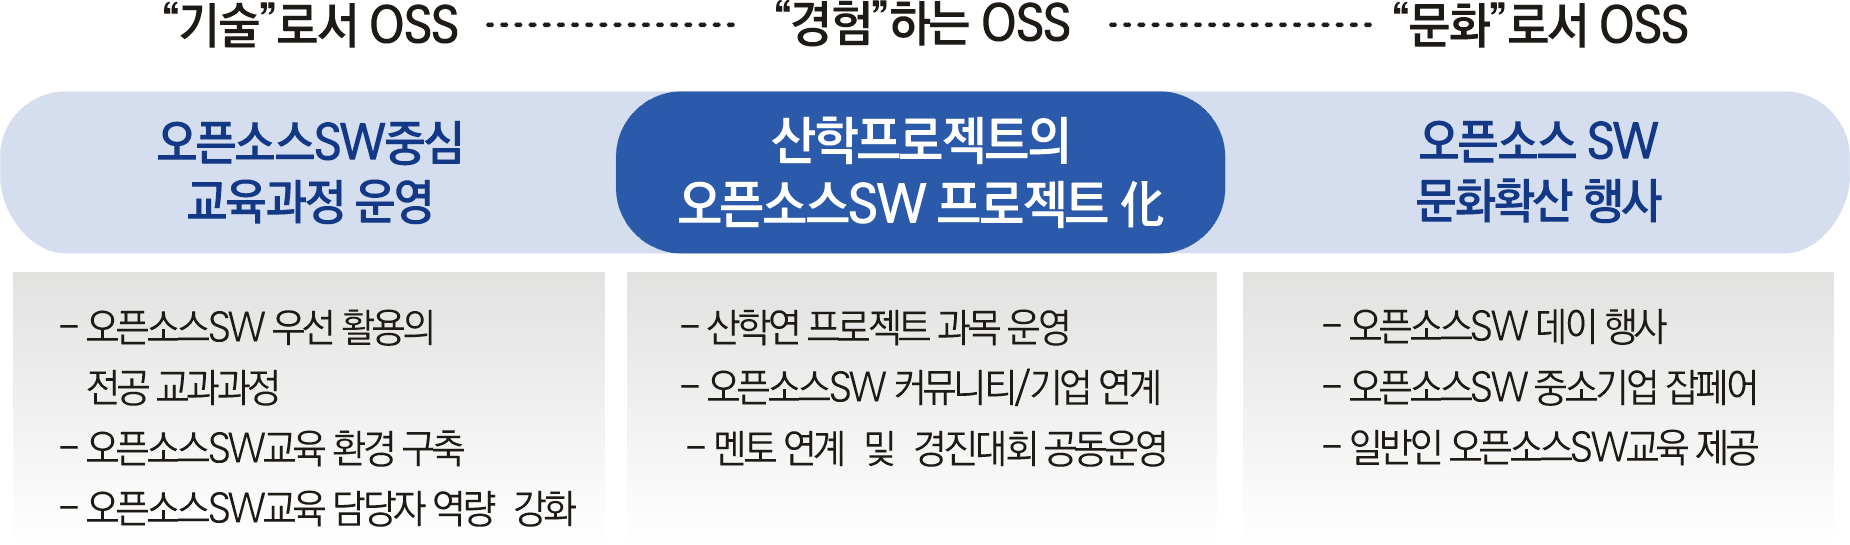 “기술”로서 OSS
“경험”하는 OSS
“문화”로서 OSS
오픈소스SW중심
교육과정 운영
산학프로젝트의
오픈소스SW 프로젝트 化
오픈소스 SW
문화확산 행사
- 오픈소스SW 우선 활용의
전공 교과과정
- 오픈소스SW교육 환경 구축
- 오픈소스SW교육 담당자 역량 강화
- 산학연 프로젝트 과목 운영
- 오픈소스SW 커뮤니티/기업 연계
- 멘토 연계 및 경진대회 공동운영
- 오픈소스SW 데이 행사
- 오픈소스SW 중소기업 잡페어
- 일반인 오픈소스SW교육 제공